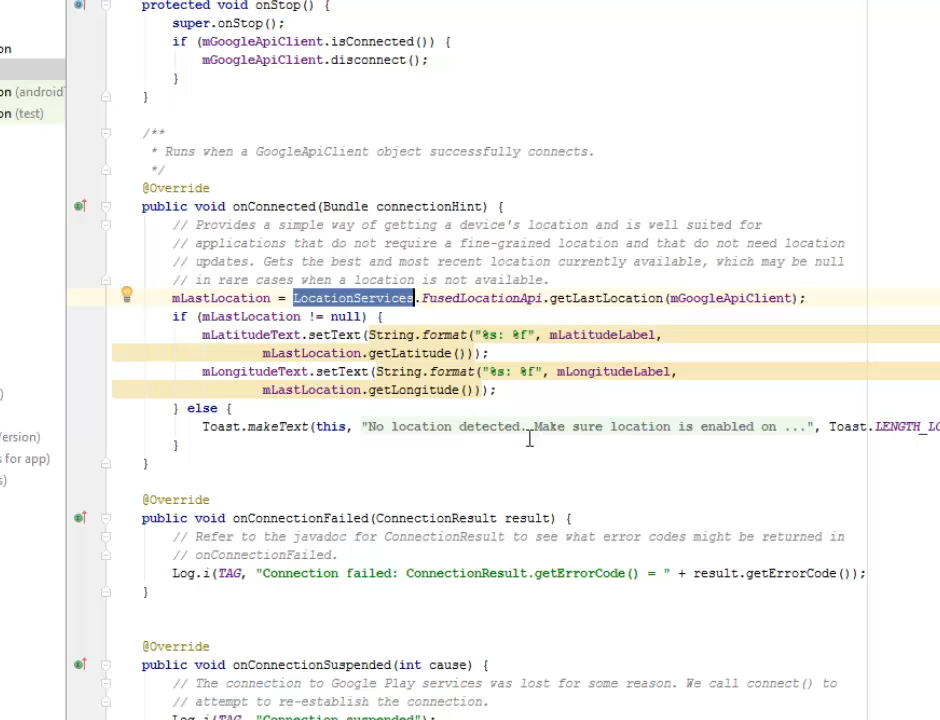 protected void onStop() {
super.onStop();
on
if (mGoogleApiClient.isConnected()) {
mGoogleApiClient.disconnect();
}
on (android
}
on (test)
/**
* Runs when a GoogleApiClient object successfully connects.
*/
@Override
public void onConnected(Bundle connectionHint) {
// Provides a simple way of getting a device's location and is well suited for
// applications that do not require a fine-grained location and that do not need location
// updates. Gets the best and most recent location currently available, which may be null
// in rare cases when a location is not available.
mLastLocation = LocationServices.FusedLocationApi.getLastLocation(mGoogleApiClient);
if (mLastLocation != null) {
mLatitudeText.setText(String.format("%s: %f", mLatitudeLabel,
mLastLocation.getLatitude()));
mLongitudeText.setText(String.format("%s: %f", mLongitudeLabel,
mLastLocation.getLongitude()));
)
} else {
Toast.makeText(this, "No location detected. Make sure location is enabled on ...", Toast.LENGTH_LO
ersion)
}
s for app)
}
s)
@Override
public void onConnectionFailed(ConnectionResult result) {
// Refer to the javadoc for ConnectionResult to see what error codes might be returned in
// onConnectionFailed.
Log.i(TAG, "Connection failed: ConnectionResult.getErrorCode() = " + result.getErrorCode());
}
@Override
public void onConnectionSuspended(int cause) {
// The connection to Google Play services was lost for some reason. We call connect() to
// attempt to re-establish the connection.
Log.i(TAG, "Connection suspended");